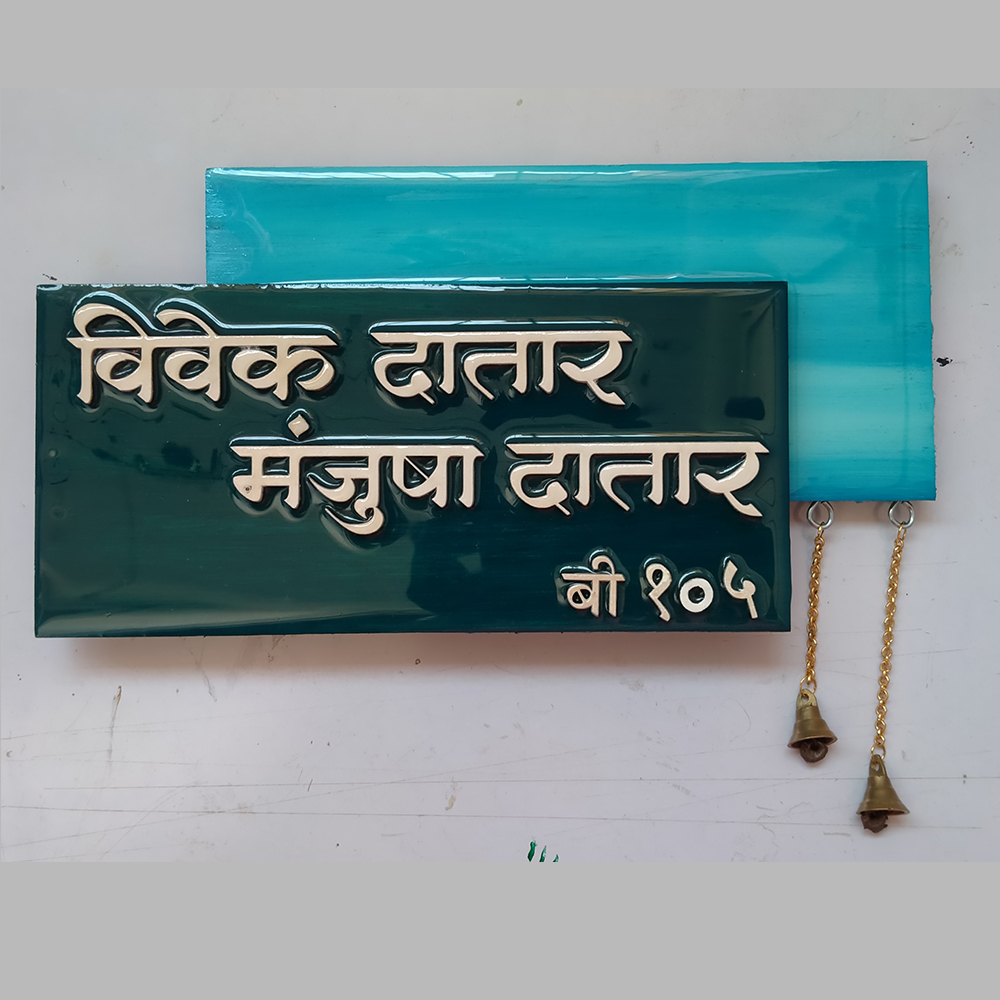 विवेक दातार
मंजुषा दातार
बी १०५